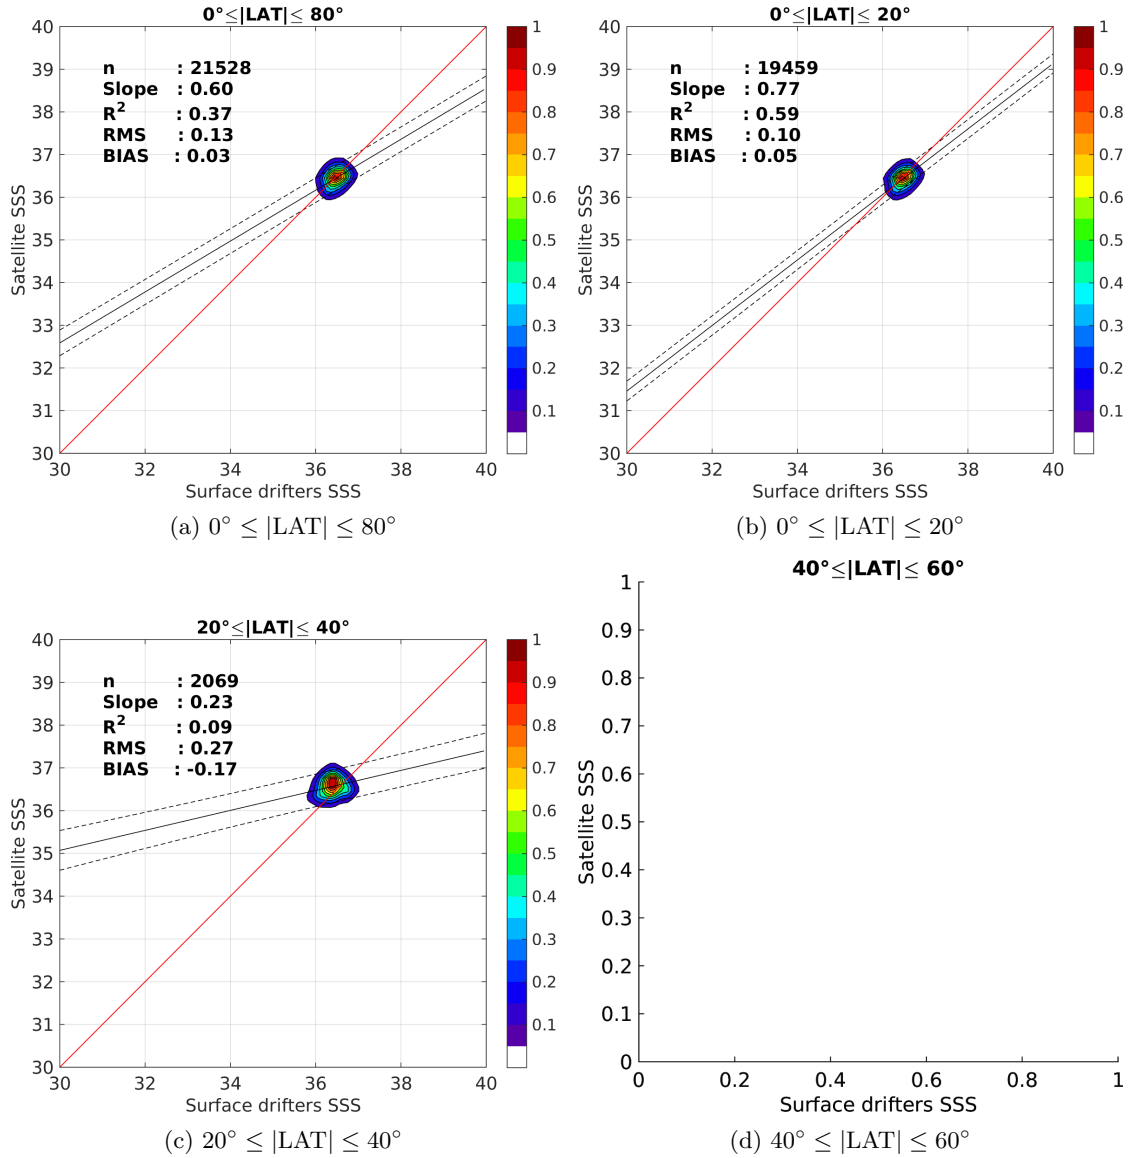 0°≤|LAT|≤ 80°
40
39
38
37
36
35
34
33
32
31
30
30 32 34 36 38 40
Satellite SSS
Surface drifters SSS
n : 21528
Slope : 0.60
R2 : 0.37
RMS : 0.13
BIAS : 0.03
1
0.9
0.8
0.7
0.6
0.5
0.4
0.3
0.2
0.1
(a) 0° ≤ |LAT| ≤ 80°
0°≤|LAT|≤ 20°
40
39
38
37
36
35
34
33
32
31
30
30 32 34 36 38 40
Satellite SSS
Surface drifters SSS
n : 19459
Slope : 0.77
R2 : 0.59
RMS : 0.10
BIAS : 0.05
1
0.9
0.8
0.7
0.6
0.5
0.4
0.3
0.2
0.1
(b) 0° ≤ |LAT| ≤ 20°
20°≤|LAT|≤ 40°
40
39
38
37
36
35
34
33
32
31
30
30 32 34 36 38 40
Satellite SSS
Surface drifters SSS
n : 2069
Slope : 0.23
R2 : 0.09
RMS : 0.27
BIAS : -0.17
1
0.9
0.8
0.7
0.6
0.5
0.4
0.3
0.2
0.1
(c) 20° ≤ |LAT| ≤ 40°
40°≤|LAT|≤ 60°
1
0.9
0.8
0.7
0.6
0.5
0.4
0.3
0.2
0.1
0
0 0.2 0.4 0.6 0.8 1
Satellite SSS
Surface drifters SSS
(d) 40° ≤ |LAT| ≤ 60°